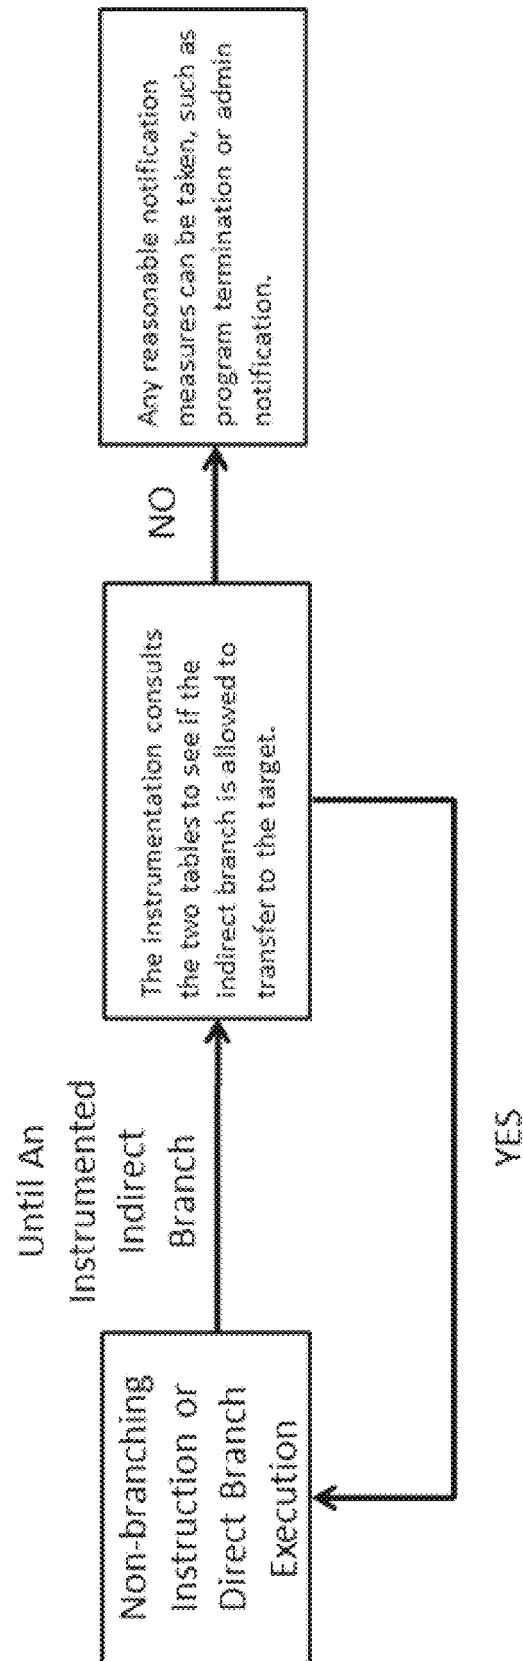 Non-branching
Instruction or
Direct Branch
Execution
Until An
Instrumented
Indirect
Branch
The instrumentation consults
the two tables to see if the
indirect branch is allowed to
transfer to the target.
NO
Any reasonable notification
measures can be taken, such as
program termination or admin
notification.
YES